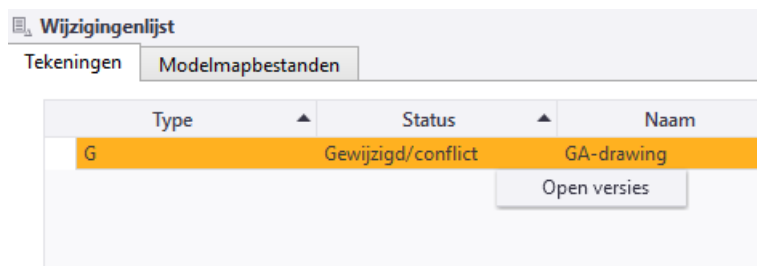 Wijzigingenlijst
Tekeningen Modelmapbestanden
Type Status Naam
G Gewijzigd/conflict GA-drawing
Open versies